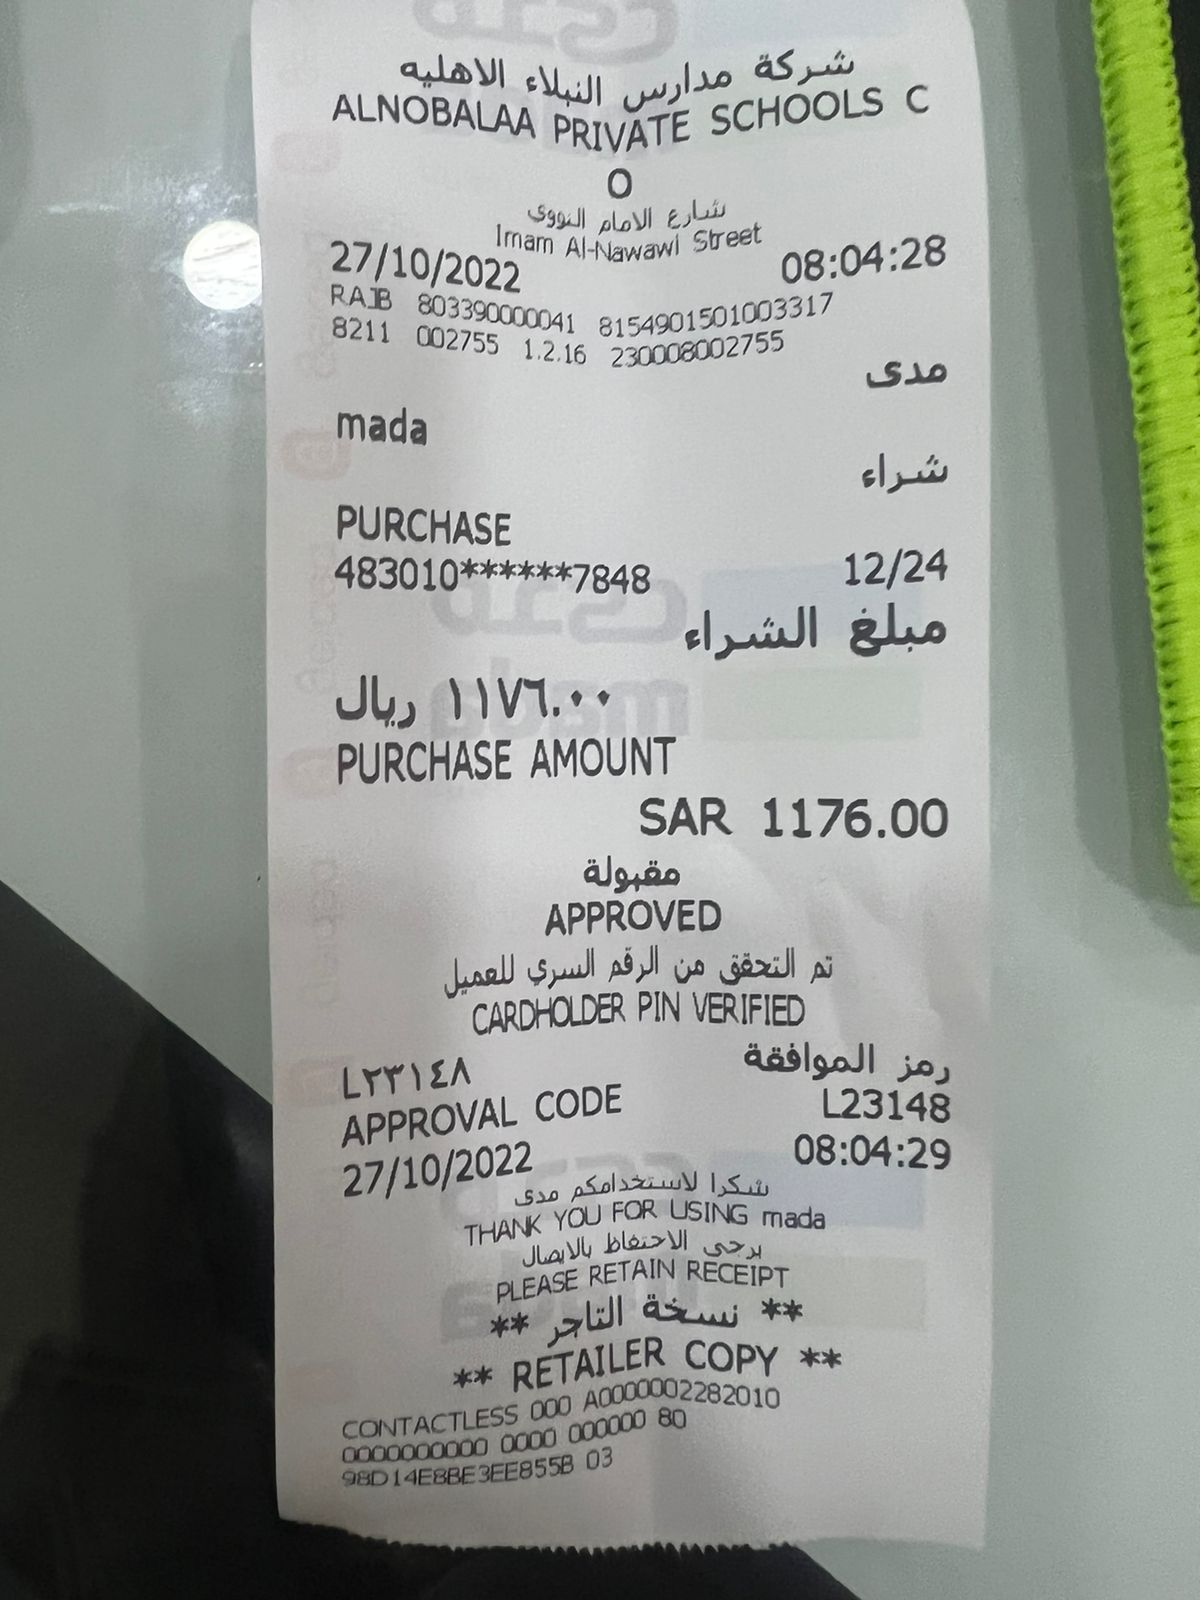 شركة مدارس النبلاء الاهليه
ALNOBALAA PRIVATE SCHOOLS C
O
شارع الامام النووي
Imam Al-Nawawi Street
27/10/2022 08:04:28
RAJB 803390000041 8154901501003317
8211 002755 1.2.16 230008002755
مدى
mada
شراء
PURCHASE
483010******7848 12/24
مبلغ الشراء
١١٧٦.٠٠ ريال
PURCHASE AMOUNT
SAR 1176.00
مقبولة
APPROVED
تم التحقق من الرقم السري للعميل
CARDHOLDER PIN VERIFIED
رمز الموافقة L٢٣١٤٨
APPROVAL CODE L23148
27/10/2022 08:04:29
شكرا لاستخدامكم مدى
THANK YOU FOR USING mada
يرجى الاحتفاظ بالايصال
PLEASE RETAIN RECEIPT
** نسخة التاجر **
** RETAILER COPY **
CONTACTLESS 000 A0000002282010
0000000000 0000 000000 80
98D14E8BE3EE855B 03